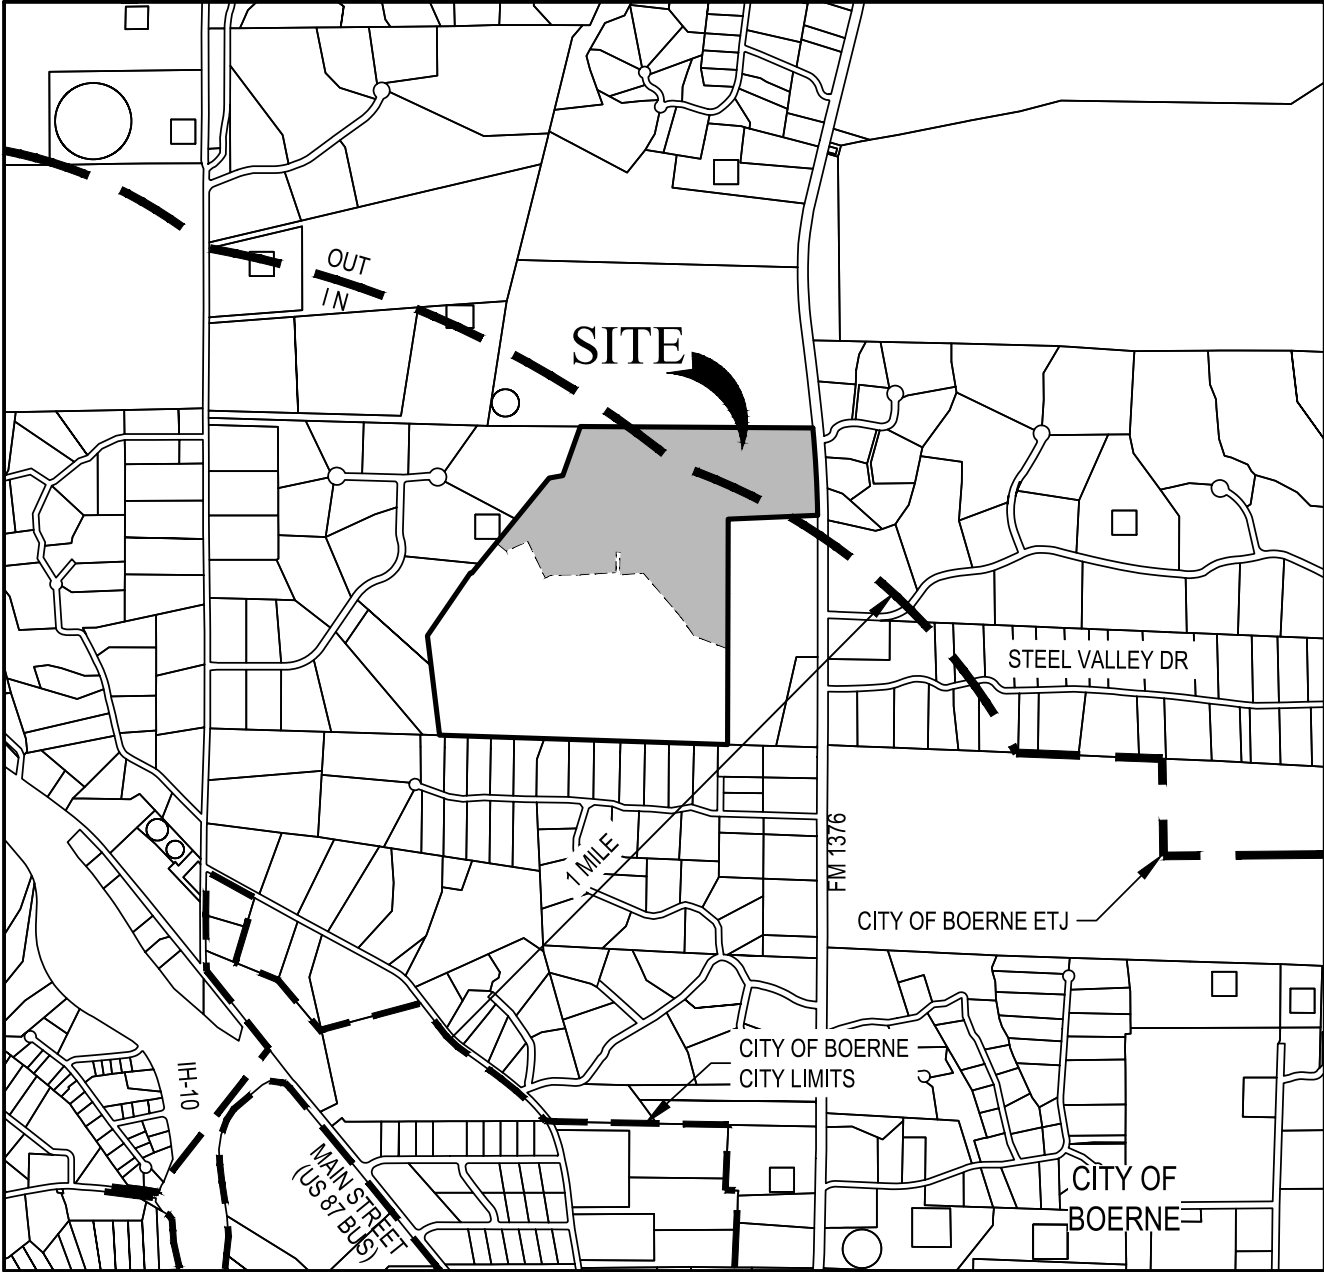 OUT
IN
SITE
STEEL VALLEY DR
1 MILE
FM 1376
CITY OF BOERNE ETJ
CITY OF BOERNE
CITY LIMITS
IH-10
MAIN STREET
(US 87 BUS)
CITY OF
BOERNE